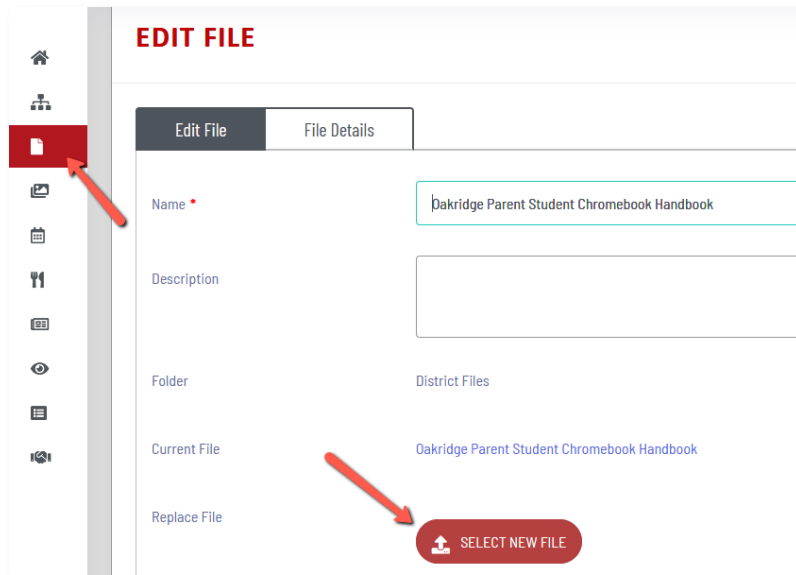 EDIT FILE
Edit File
File Details
Name *
Oakridge Parent Student Chromebook Handbook
Description
Folder
District Files
Current File
Oakridge Parent Student Chromebook Handbook
Replace File
SELECT NEW FILE